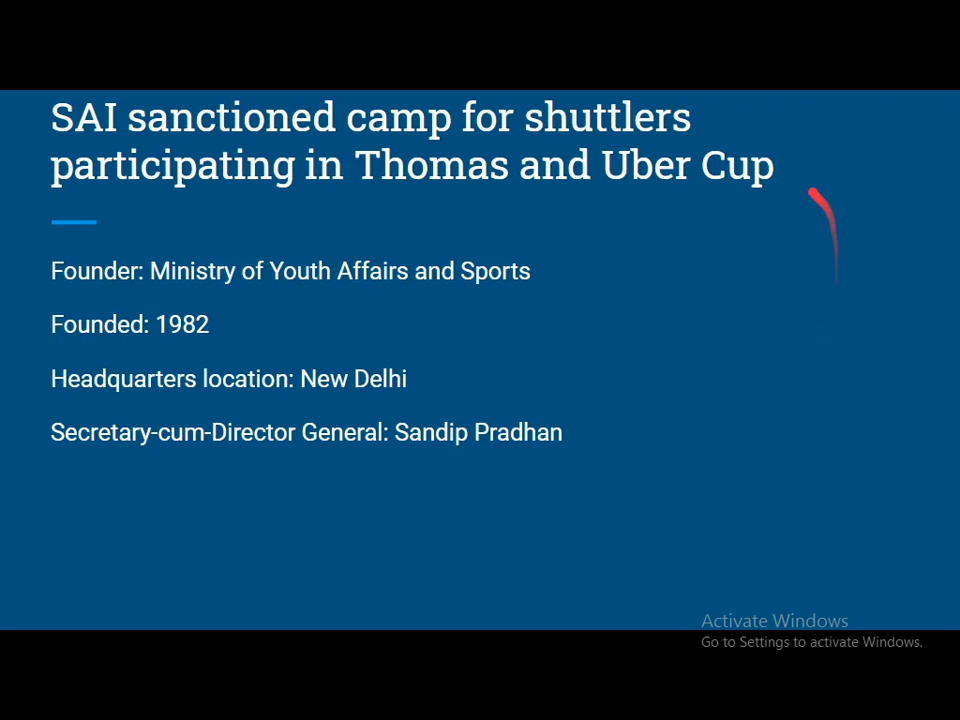 SAI sanctioned camp for shuttlers
participating in Thomas and Uber Cup
Founder: Ministry of Youth Affairs and Sports
Founded: 1982
Headquarters location: New Delhi
Secretary-cum-Director General: Sandip Pradhan
Activate Windows
Go to Settings to activate Windows.